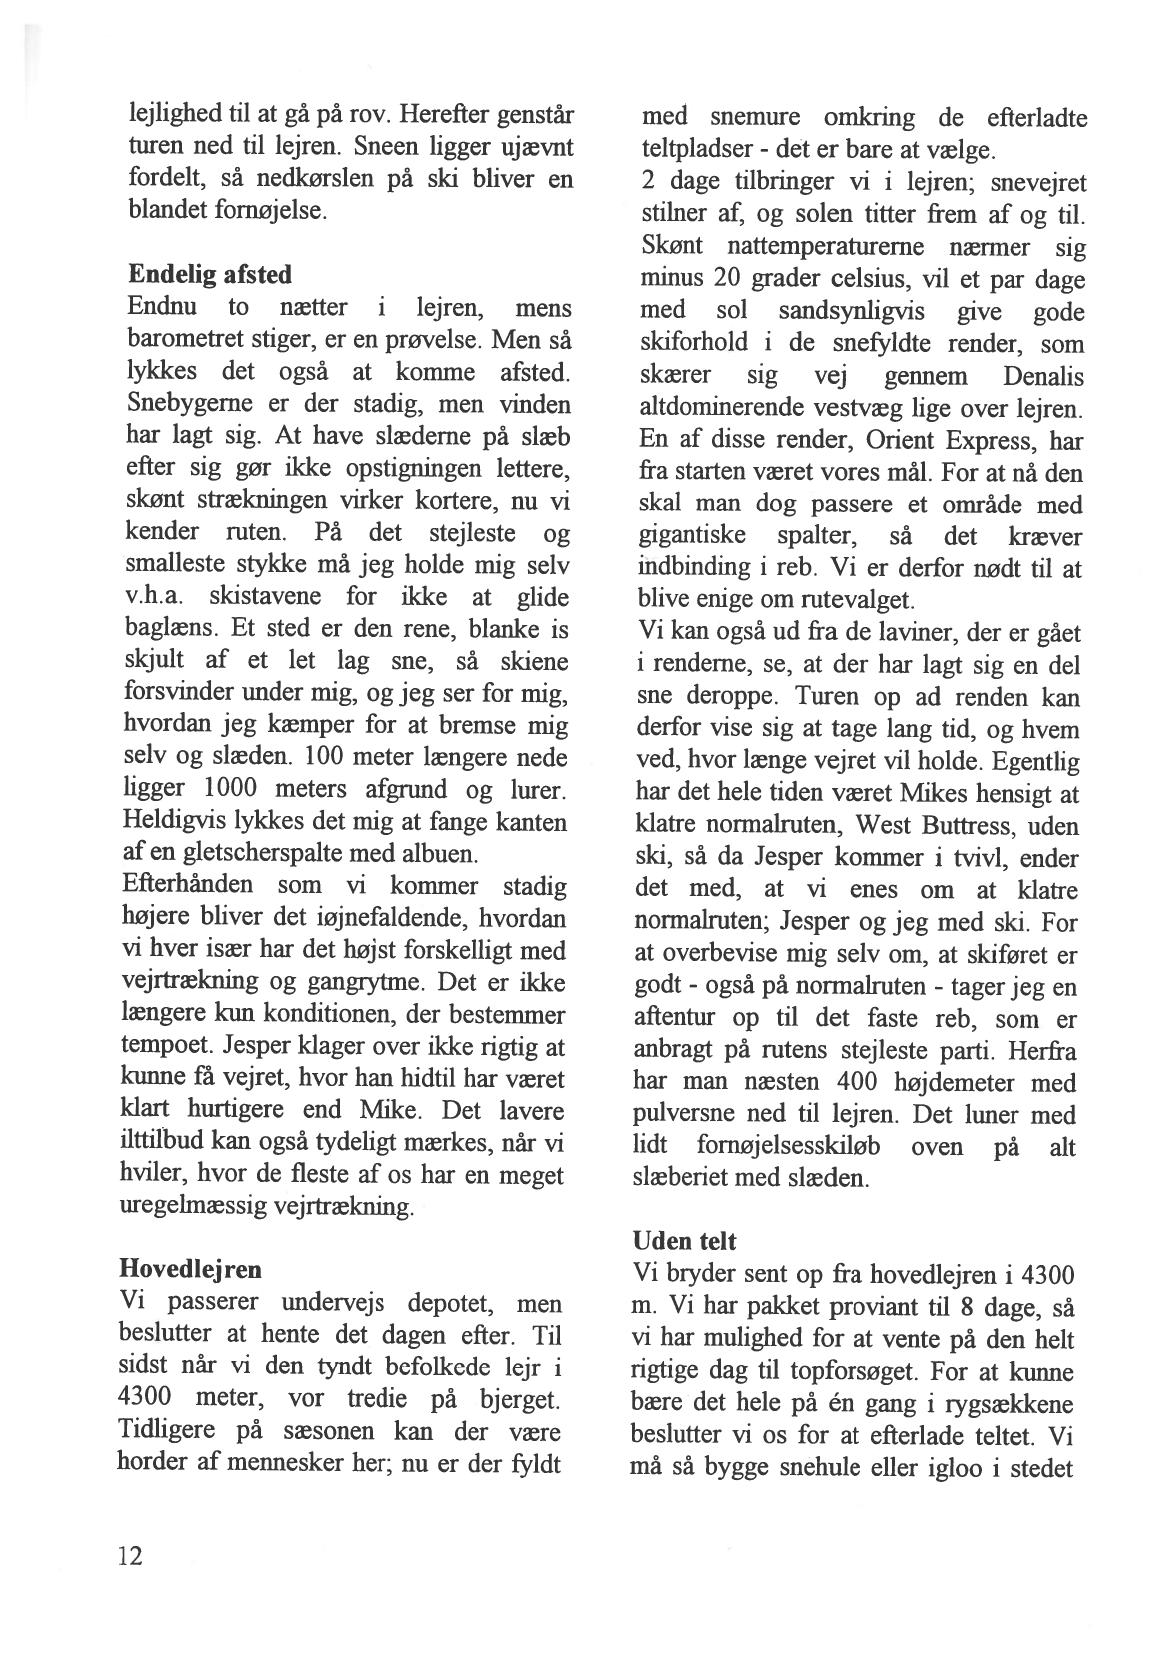 lejlighed til at gå på rov. Herefter genstår
turen ned til lejren. Sneen ligger ujævnt
fordelt, så nedkørslen på ski bliver en
blandet fornøjelse.
Endelig afsted
Endnu to nætter i lejren, mens
barometret stiger, er en prøvelse. Men så
lykkes det også at komme afsted.
Snebygerne er der stadig, men vinden
har lagt sig. At have slæderne på slæb
efter sig gør ikke opstigningen lettere,
skønt strækningen virker kortere, nu vi
kender ruten. På det stejleste og
smalleste stykke må jeg holde mig selv
v.h.a. skistavene for ikke at glide
baglæns. Et sted er den rene, blanke is
skjult af et let lag sne, så skiene
forsvinder under mig, og jeg ser for mig,
hvordan jeg kæmper for at bremse mig
selv og slæden. 100 meter længere nede
ligger 1000 meters afgrund og lurer.
Heldigvis lykkes det mig at fange kanten
af en gletscherspalte med albuen.
Efterhånden som vi kommer stadig
højere bliver det iøjnefaldende, hvordan
vi hver især har det højst forskelligt med
vejrtrækning og gangrytme. Det er ikke
længere kun konditionen, der bestemmer
tempoet. Jesper klager over ikke rigtig at
kunne få vejret, hvor han hidtil har været
klart hurtigere end Mike. Det lavere
ilttilbud kan også tydeligt mærkes, når vi
hviler, hvor de fleste af os har en meget
uregelmæssig vejrtrækning.
Hovedlejren
Vi passerer undervejs depotet, men
beslutter at hente det dagen efter. Til
sidst når vi den tyndt befolkede lejr i
4300 meter, vor tredie på bjerget.
Tidligere på sæsonen kan der være
horder af mennesker her; nu er der fyldt
med snemure omkring de efterladte
teltpladser - det er bare at vælge.
2 dage tilbringer vi i lejren; snevejret
stilner af, og solen titter frem af og til.
Skønt nattemperaturerne nærmer sig
minus 20 grader celsius, vil et par dage
med sol sandsynligvis give gode
skiforhold i de snefyldte render, som
skærer sig vej gennem Denalis
altdominerende vestvæg lige over lejren.
En af disse render, Orient Express, har
fra starten været vores mål. For at nå den
skal man dog passere et område med
gigantiske spalter, så det kræver
indbinding i reb. Vi er derfor nødt til at
blive enige om rutevalget.
Vi kan også ud fra de laviner, der er gået
i renderne, se, at der har lagt sig en del
sne deroppe. Turen op ad renden kan
derfor vise sig at tage lang tid, og hvem
ved, hvor længe vejret vil holde. Egentlig
har det hele tiden været Mikes hensigt at
klatre normalruten, West Buttress, uden
ski, så da Jesper kommer i tvivl, ender
det med, at vi enes om at klatre
normalruten; Jesper og jeg med ski. For
at overbevise mig selv om, at skiføret er
godt - også på normalruten - tager jeg en
aftentur op til det faste reb, som er
anbragt på rutens stejleste parti. Herfra
har man næsten 400 højdemeter med
pulversne ned til lejren. Det luner med
lidt fornøjelsesskiløb oven på alt
slæberiet med slæden.
Uden telt
Vi bryder sent op fra hovedlejren i 4300
m. Vi har pakket proviant til 8 dage, så
vi har mulighed for at vente på den helt
rigtige dag til topforsøget. For at kunne
bære det hele på én gang i rygsækkene
beslutter vi os for at efterlade teltet. Vi
må så bygge snehule eller igloo i stedet
12